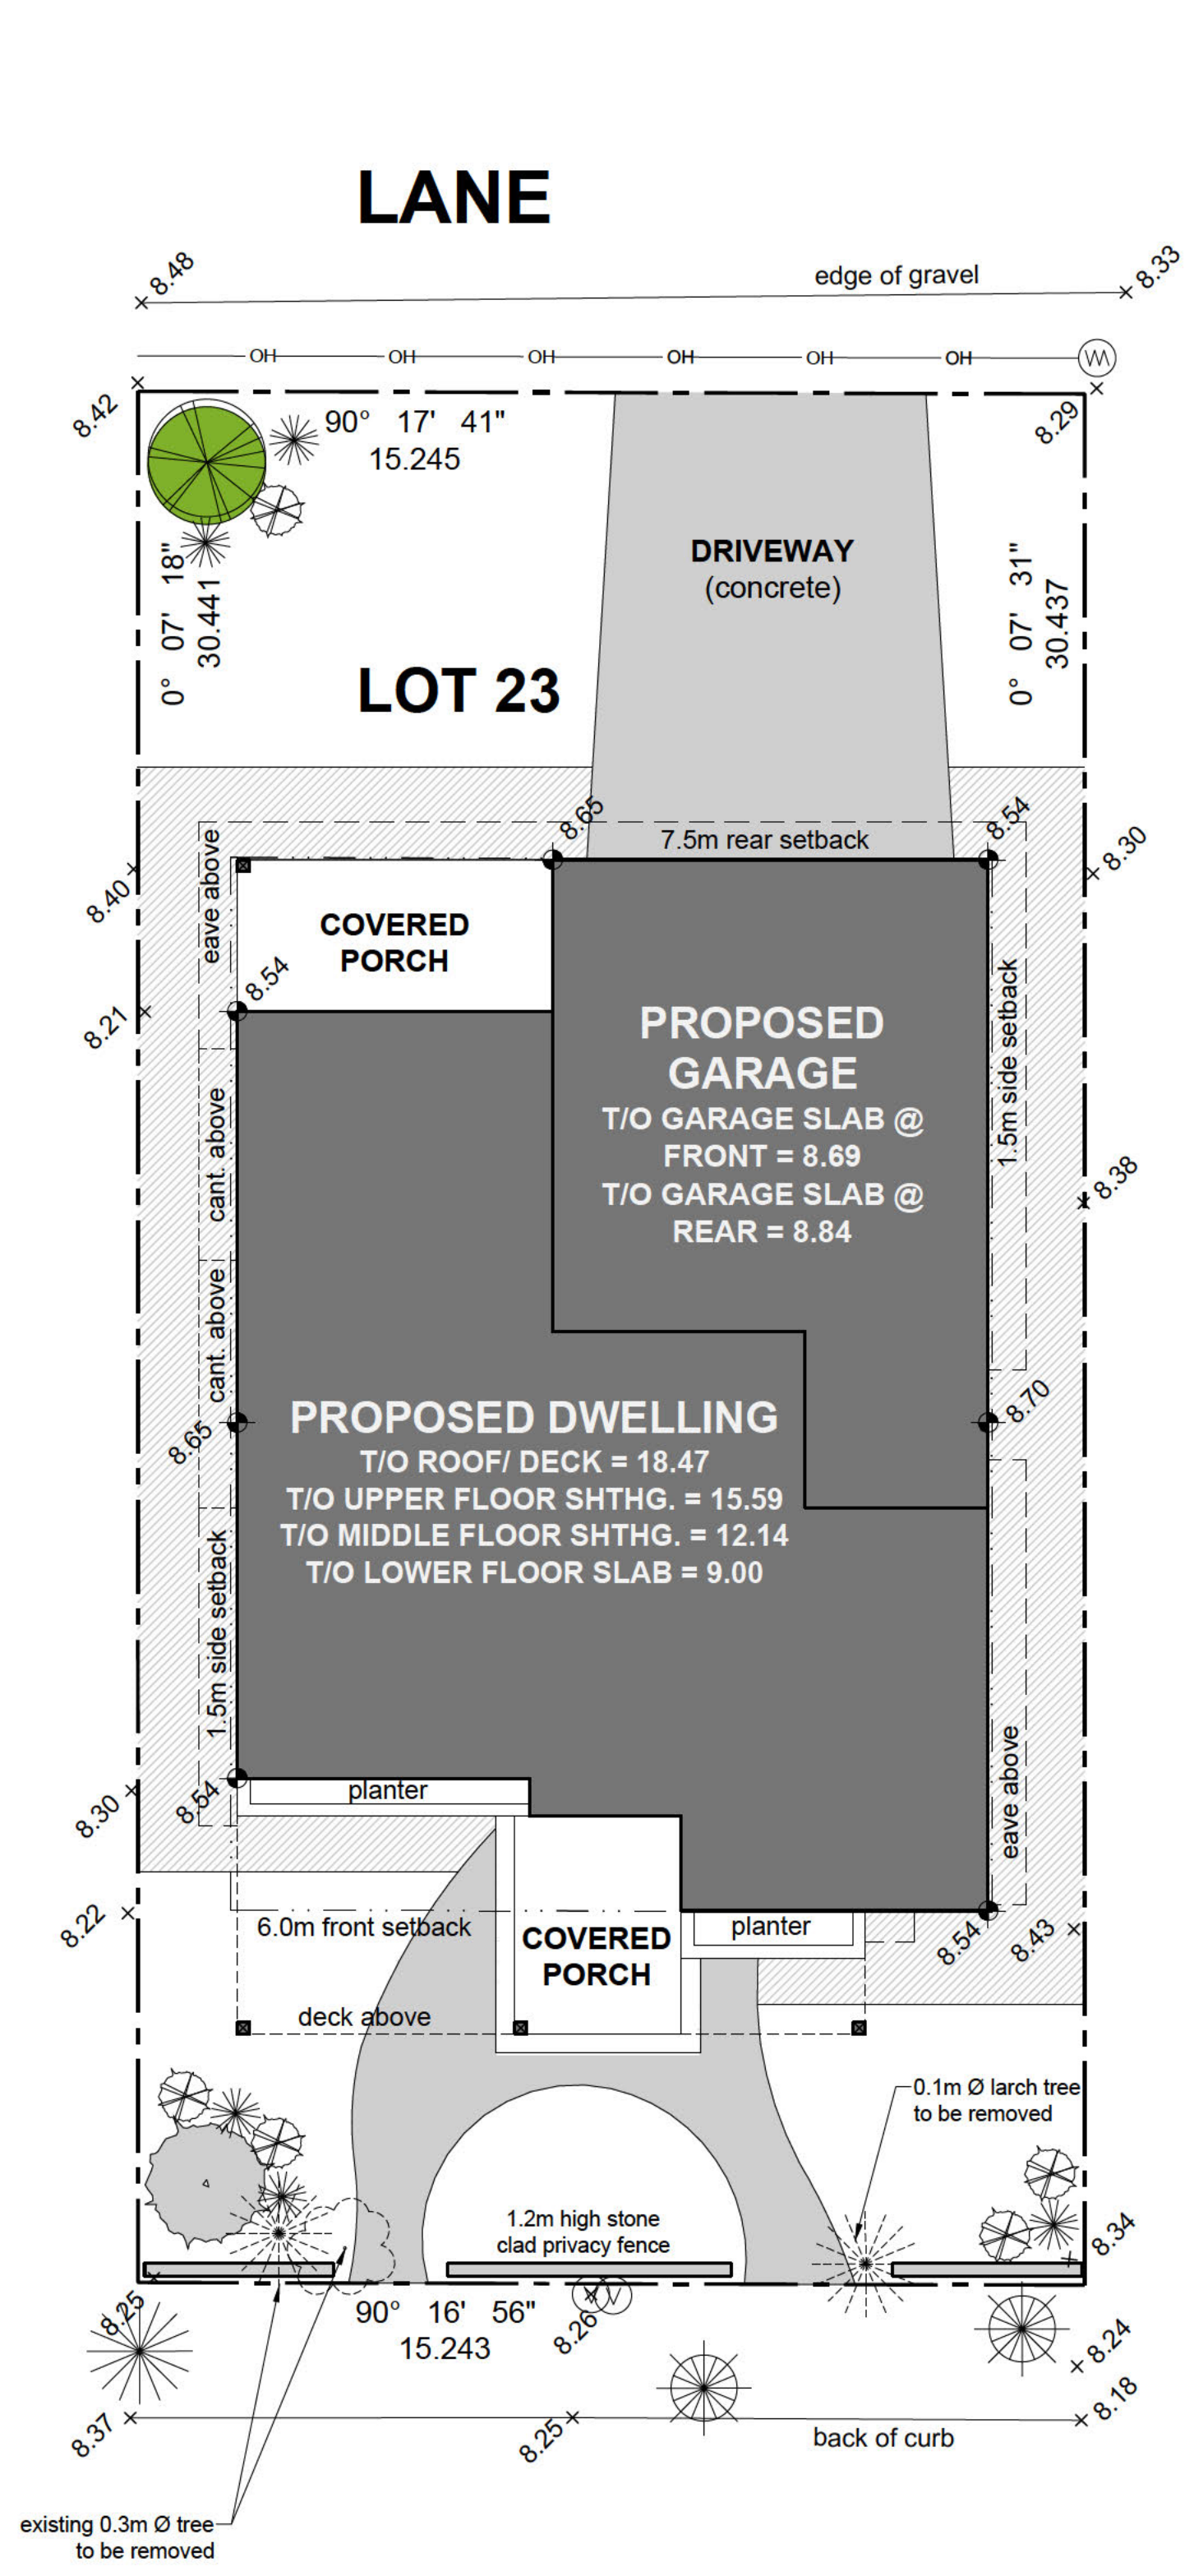 LANE
8.48
8.33
edge of gravel
OH OH OH OH OH OH
8.42
8.29
90° 17' 41"
15.245
DRIVEWAY
(concrete)
0° 07' 18"
30.441
0° 07' 31"
30.437
LOT 23
8.65
8.54
7.5m rear setback
8.30
8.40
eave above
COVERED
PORCH
8.54
8.21
1.5m side setback
PROPOSED
GARAGE
T/O GARAGE SLAB @
FRONT = 8.69
T/O GARAGE SLAB @
REAR = 8.84
cant. above
8.38
cant. above
8.65
8.70
PROPOSED DWELLING
T/O ROOF/ DECK = 18.47
T/O UPPER FLOOR SHTHG. = 15.59
T/O MIDDLE FLOOR SHTHG. = 12.14
T/O LOWER FLOOR SLAB = 9.00
1.5m side setback
eave above
8.30
8.54
planter
8.22
6.0m front setback
COVERED
PORCH
planter
8.54
8.43
deck above
0.1m Ø larch tree
to be removed
1.2m high stone
clad privacy fence
8.34
8.25
90° 16' 56"
15.243
8.26
8.24
8.37
8.25
8.18
back of curb
existing 0.3m Ø tree
to be removed